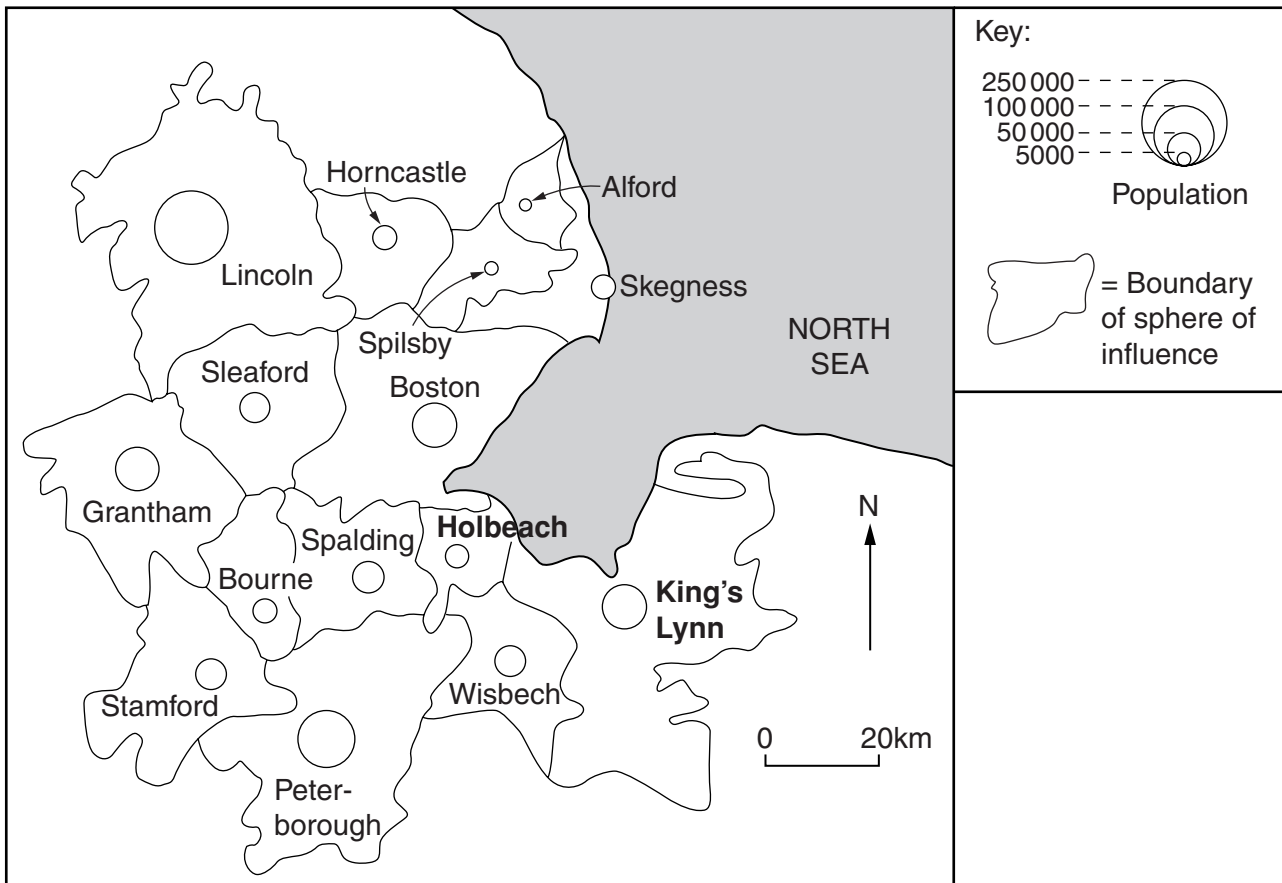 Horncastle
Alford
Lincoln
Skegness
Spilsby
Sleaford
Boston
NORTH
SEA
Grantham
Holbeach
Spalding
Bourne
King's
Lynn
N
Stamford
Wisbech
Peter-
borough
0 20km
Key:
250 000
100 000
50 000
5000
Population
= Boundary
of sphere of
influence